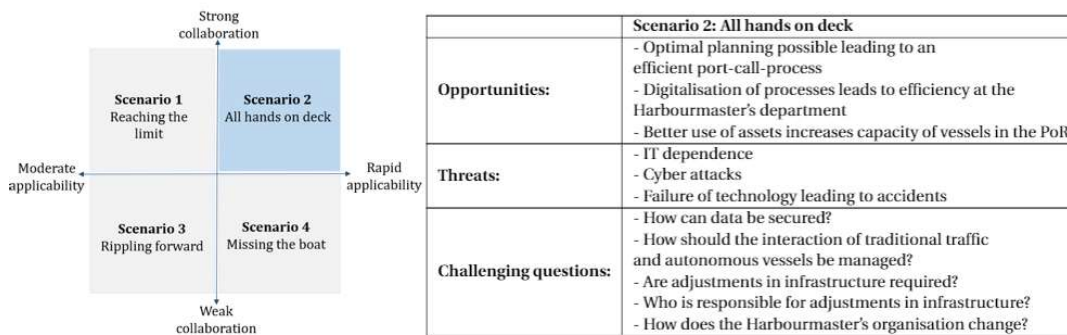 Strong
collaboration
Scenario 1
Reaching the
limit
Scenario 2
All hands on deck
Moderate
applicability
Rapid
applicability
Scenario 3
Rippling forward
Scenario 4
Missing the boat
Weak
collaboration
Scenario 2: All hands on deck
Opportunities:
- Optimal planning possible leading to an
efficient port-call-process
- Digitalisation of processes leads to efficiency at the
Harbourmaster's department
- Better use of assets increases capacity of vessels in the PoR
Threats:
- IT dependence
- Cyber attacks
- Failure of technology leading to accidents
Challenging questions:
- How can data be secured?
- How should the interaction of traditional traffic
and autonomous vessels be managed?
- Are adjustments in infrastructure required?
- Who is responsible for adjustments in infrastructure?
- How does the Harbourmaster's organisation change?